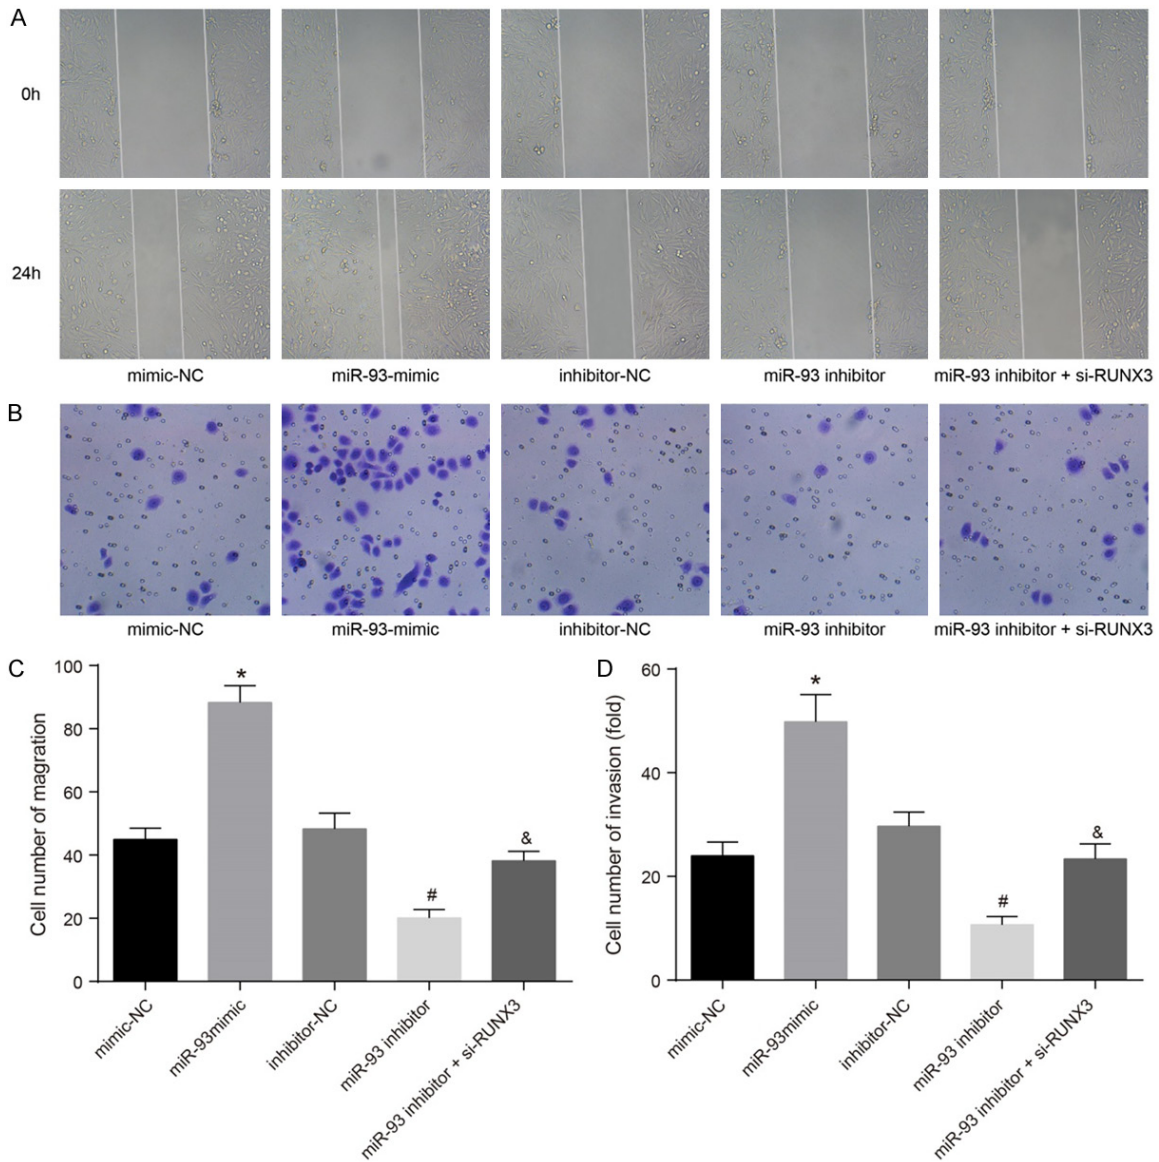 A
0h
24h
mimic-NC miR-93-mimic inhibitor-NC miR-93 inhibitor miR-93 inhibitor + si-RUNX3
B
mimic-NC miR-93-mimic inhibitor-NC miR-93 inhibitor miR-93 inhibitor + si-RUNX3
C
Cell number of magration
100
80
60
40
20
0
*
#
&
mimic-NC
miR-93mimic
inhibitor-NC
miR-93 inhibitor
miR-93 inhibitor + si-RUNX3
D
Cell number of invasion (fold)
60
40
20
0
*
#
&
mimic-NC
miR-93mimic
inhibitor-NC
miR-93 inhibitor
miR-93 inhibitor + si-RUNX3